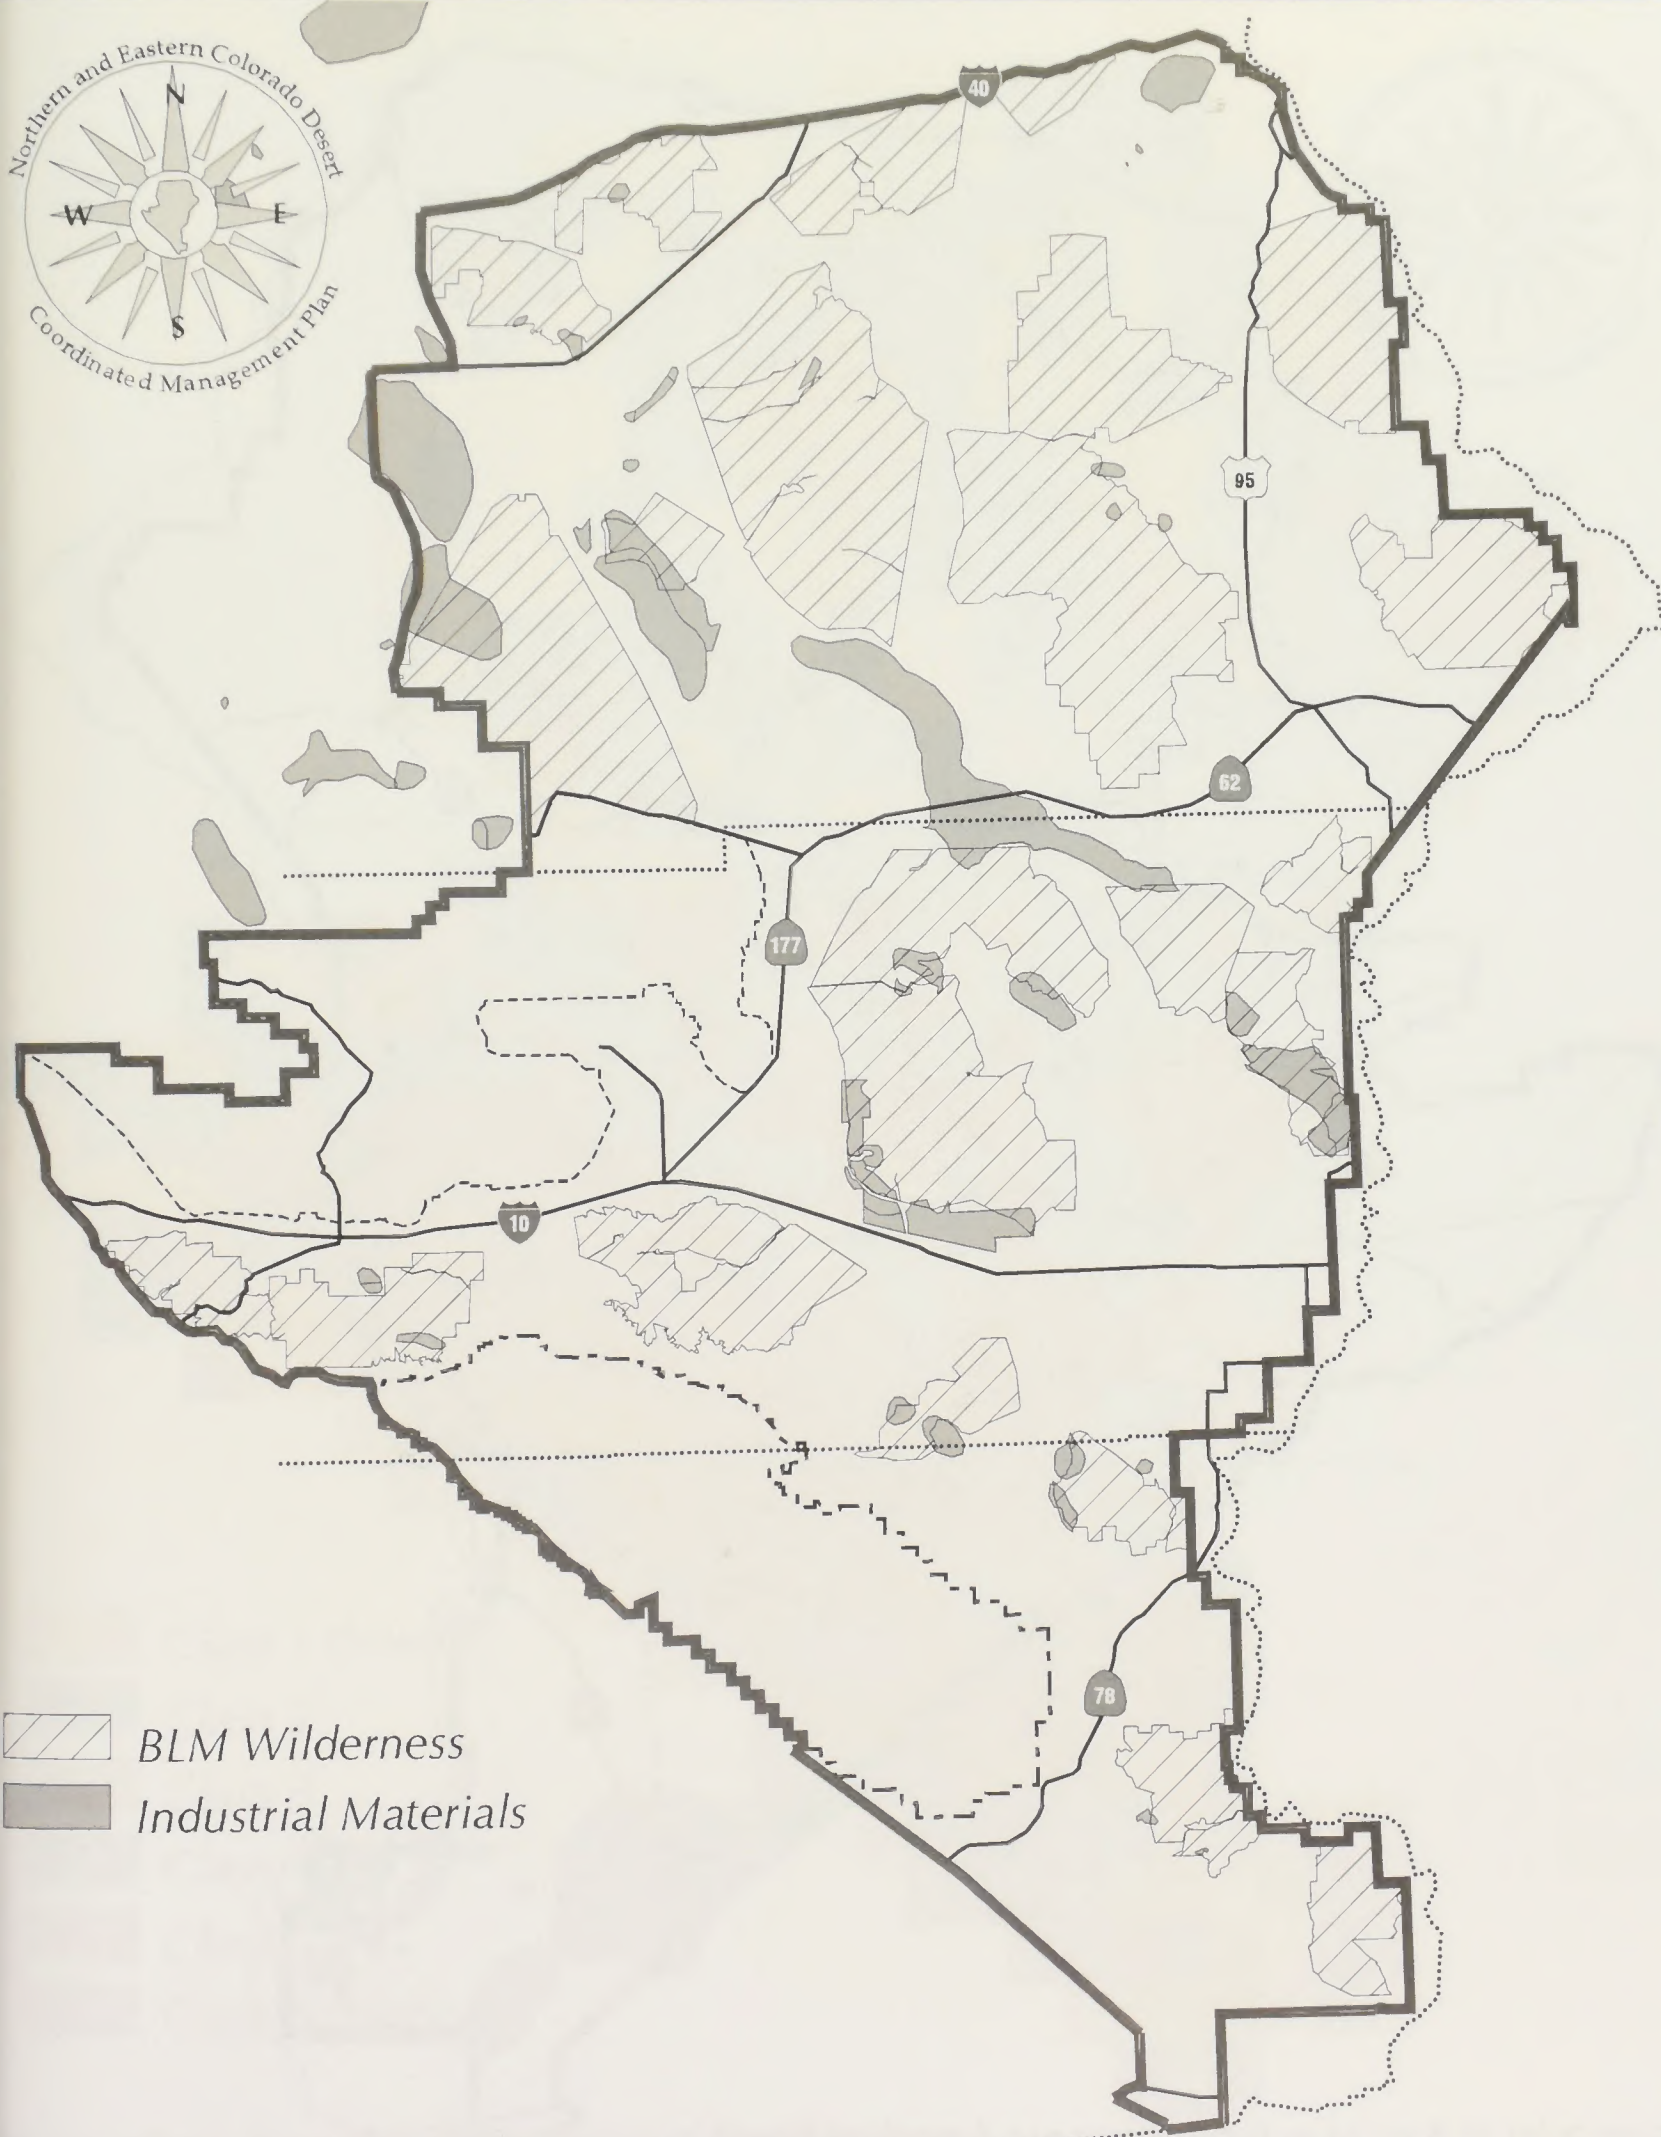 Northern and Eastern Colorado Desert
N
W
E
S
Coordinated Management Plan
40
95
62
177
10
78
BLM Wilderness
Industrial Materials